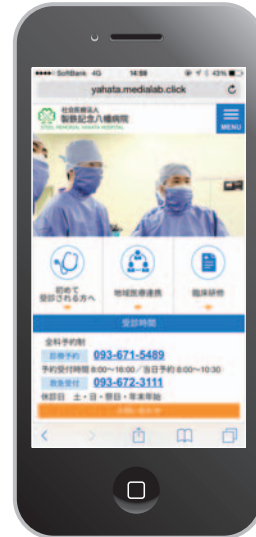 SoftBank 4G 14:59 43%
yahata.medialab.click
社会医療法人
製鉄記念八幡病院
STEEL MEMORIAL YAHATA HOSPITAL
MENU
初めて
受診される方へ
地域医療連携
臨床研修
受診時間
全科予約制
診療予約 093-671-5489
予約受付時間 8:00~16:00/当日予約 8:00~10:30
救急受付 093-672-3111
休診日 土・日・祭日・年末年始